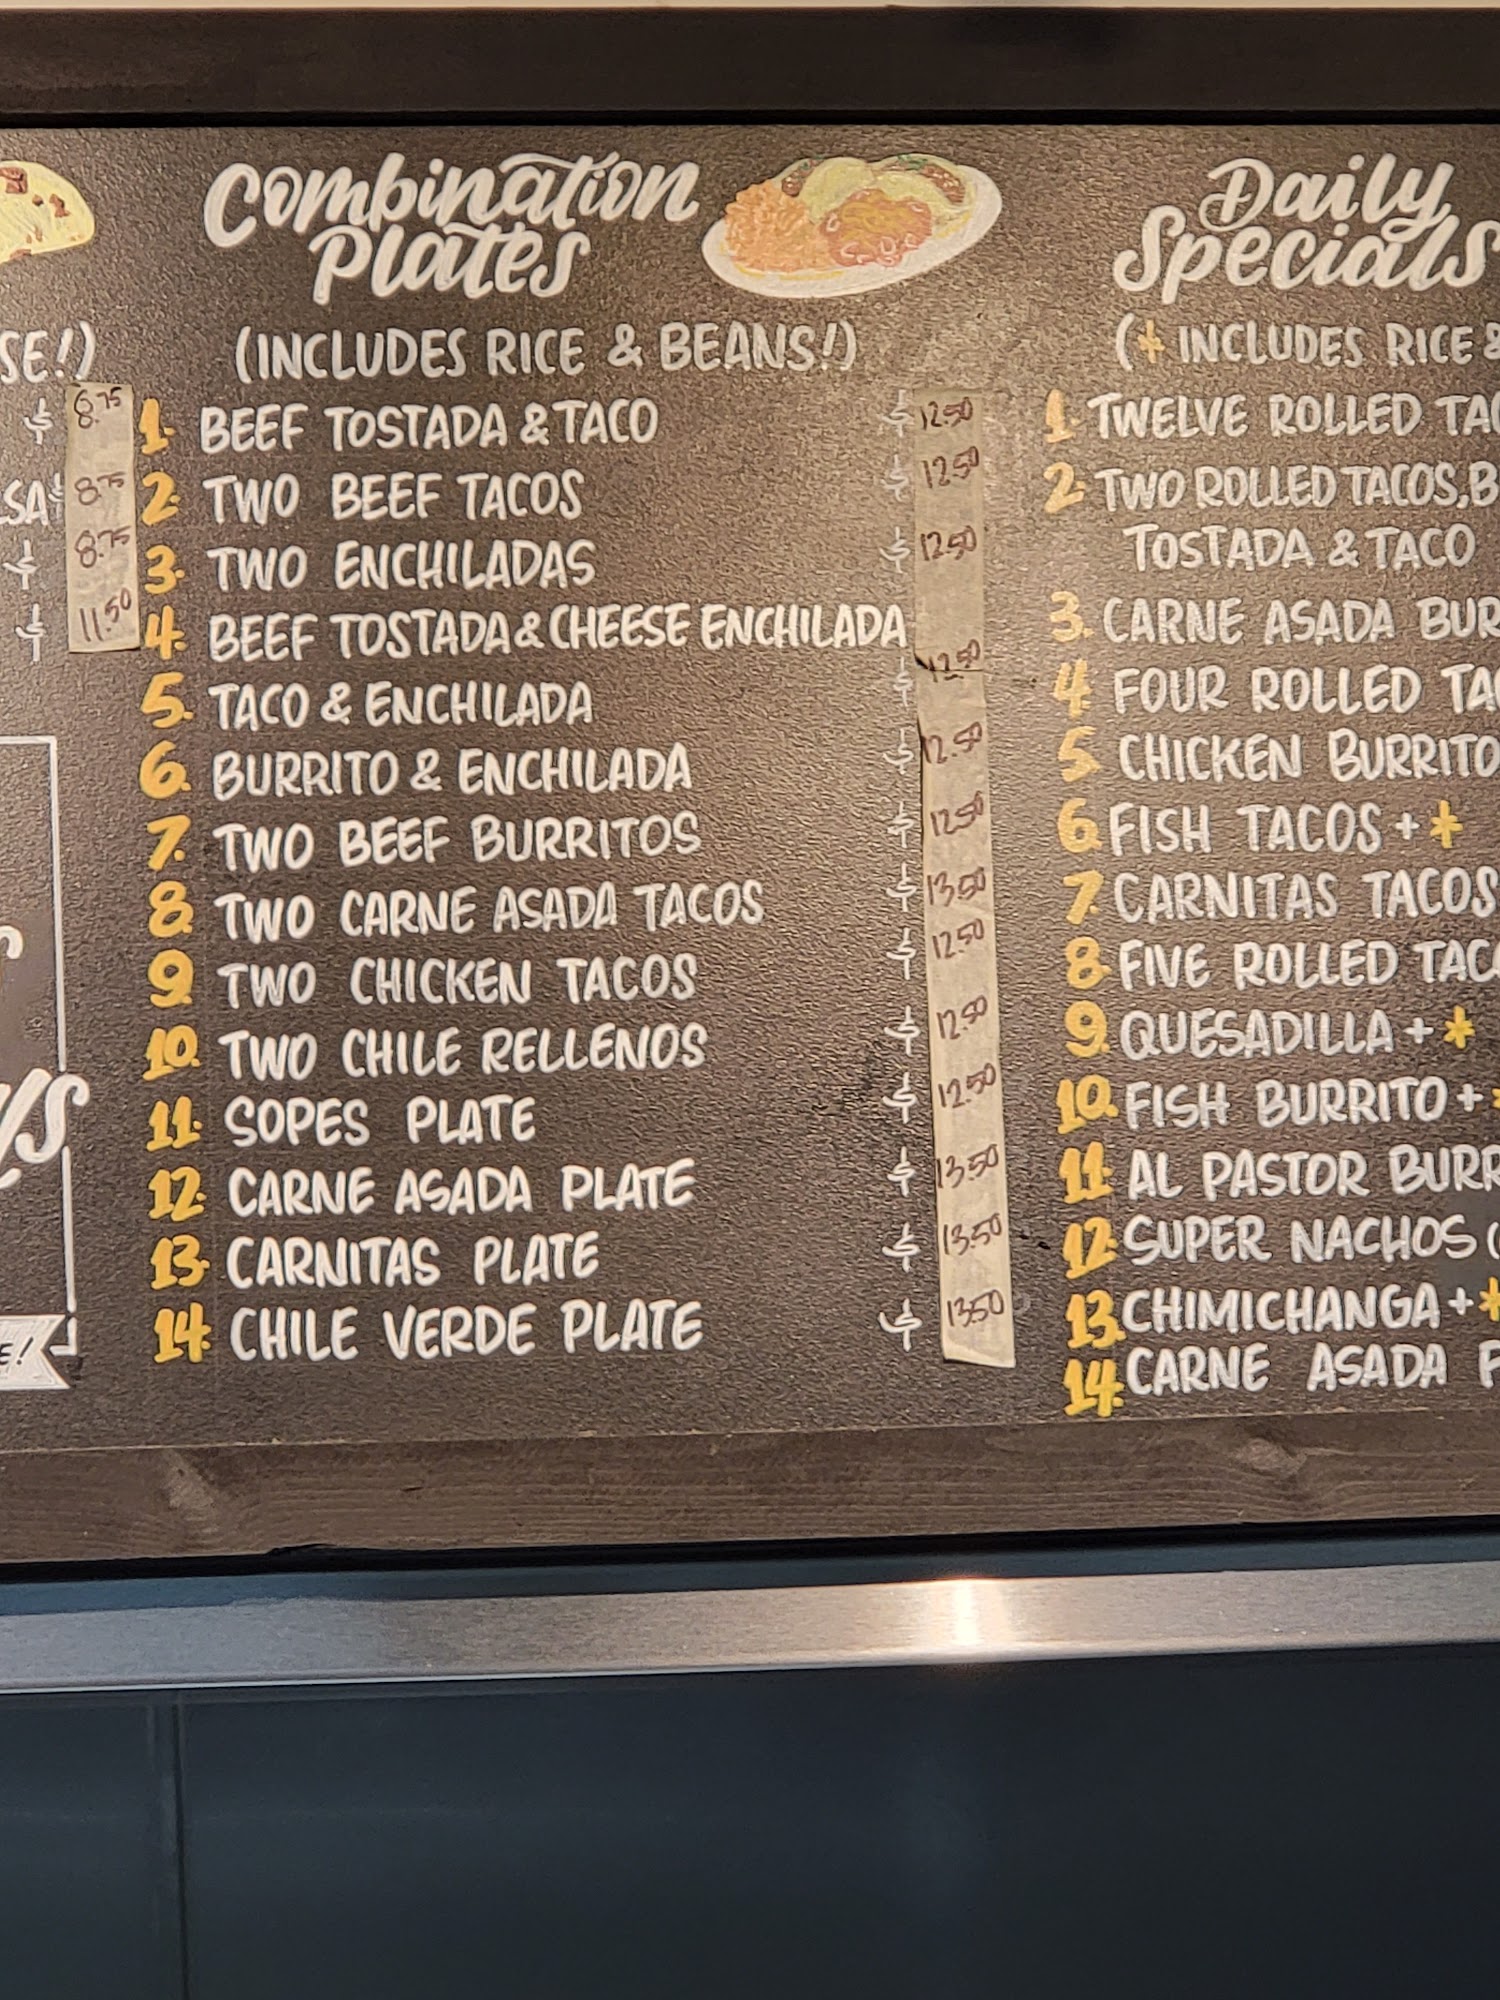 SE!)
$ 8.75
LSA $ 8.75
$ 8.75
$ 11.50
E!
Combination
Plates
(INCLUDES RICE & BEANS!)
1. BEEF TOSTADA & TACO $ 12.50
2. TWO BEEF TACOS $ 12.50
3. TWO ENCHILADAS $ 12.50
4. BEEF TOSTADA & CHEESE ENCHILADA
5. TACO & ENCHILADA $ 12.50
6. BURRITO & ENCHILADA $ 12.50
7. TWO BEEF BURRITOS $ 12.50
8. TWO CARNE ASADA TACOS $ 13.50
9. TWO CHICKEN TACOS $ 12.50
10. TWO CHILE RELLENOS $ 12.50
11. SOPES PLATE $ 12.50
12. CARNE ASADA PLATE $ 13.50
13. CARNITAS PLATE $ 13.50
14. CHILE VERDE PLATE $ 13.50
Daily
Specials
(* INCLUDES RICE &
1. TWELVE ROLLED TAC
2. TWO ROLLED TACOS, B
TOSTADA & TACO
3. CARNE ASADA BUR
4. FOUR ROLLED TAC
5. CHICKEN BURRITO
6. FISH TACOS + *
7. CARNITAS TACOS
8. FIVE ROLLED TAC
9. QUESADILLA + *
10. FISH BURRITO + *
11. AL PASTOR BURR
12. SUPER NACHOS (
13. CHIMICHANGA + *
14. CARNE ASADA F